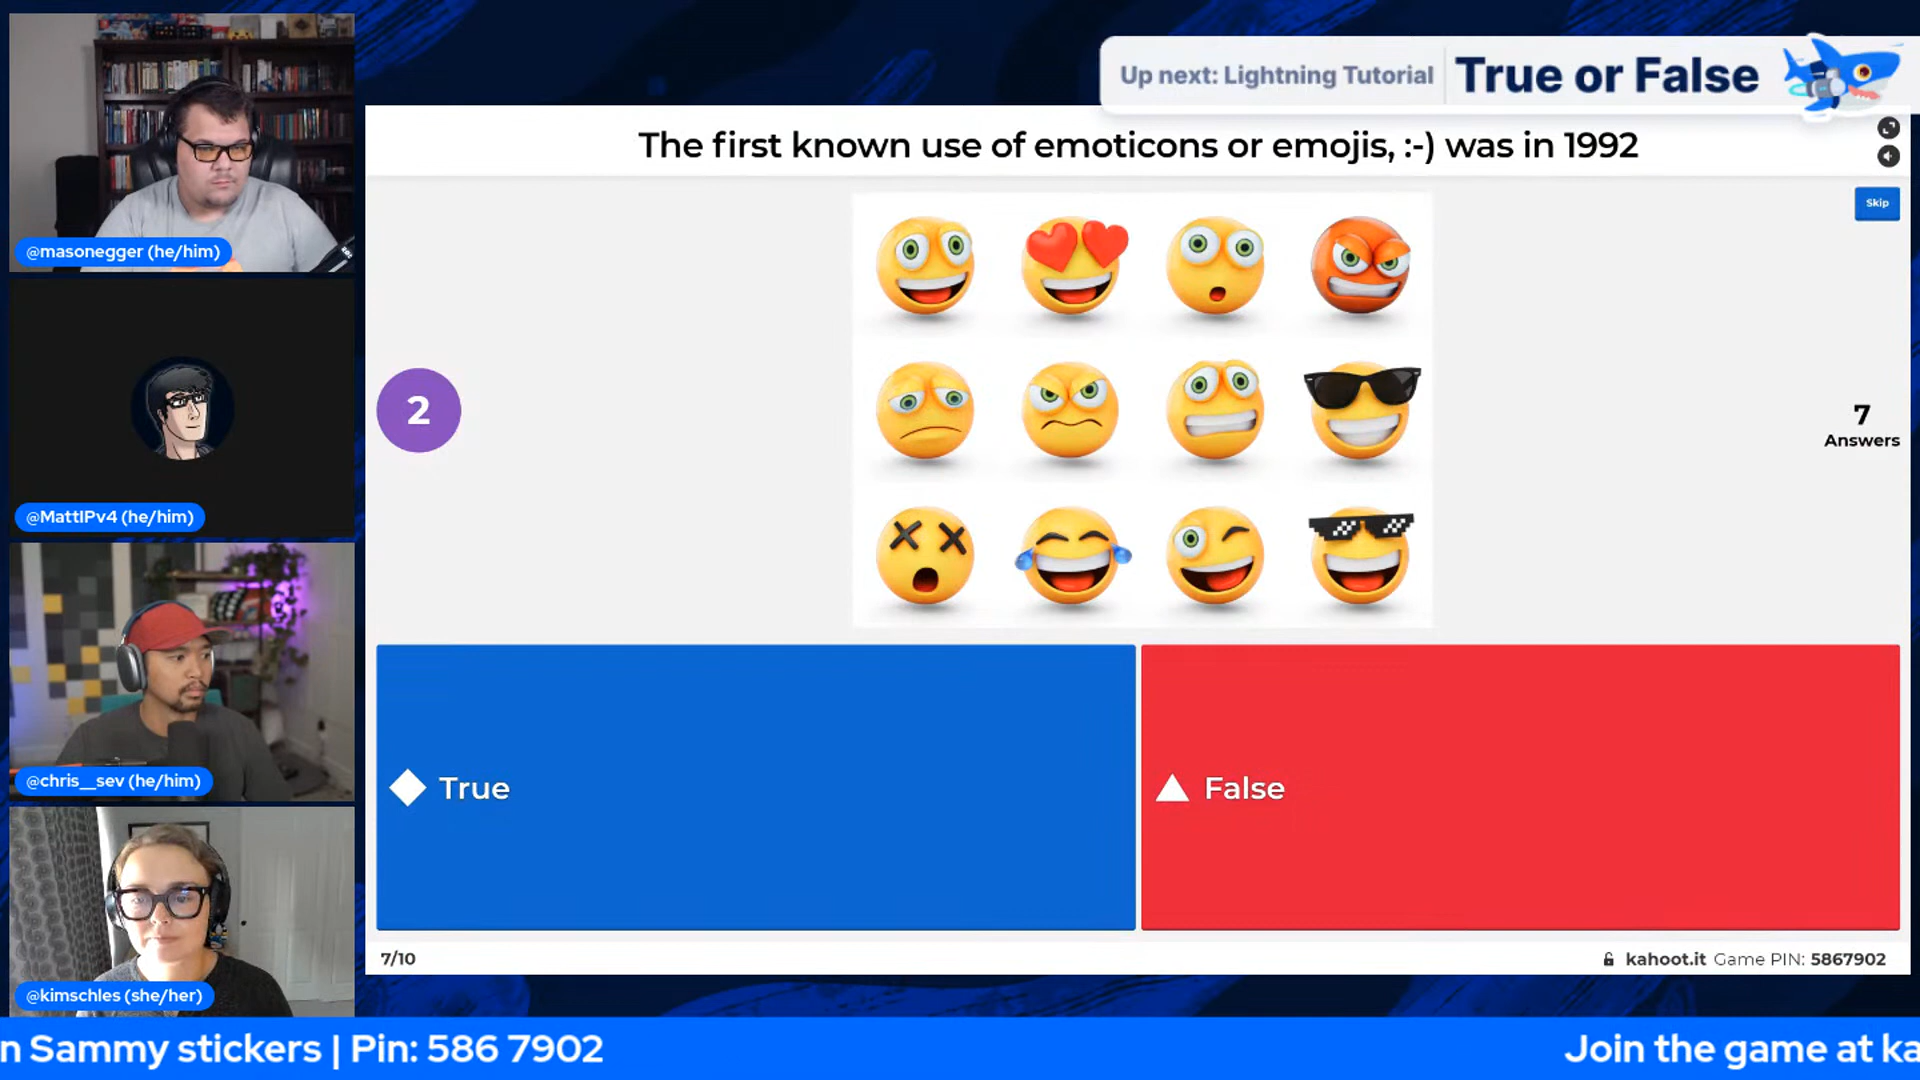 @masonegger (he/him)
@MattIPv4 (he/him)
@chris__sev (he/him)
@kimschles (she/her)
Up next: Lightning Tutorial
True or False
The first known use of emoticons or emojis, :-) was in 1992
Skip
2
7
Answers
True
False
7/10
kahoot.it Game PIN: 5867902
n Sammy stickers | Pin: 586 7902
Join the game at ka